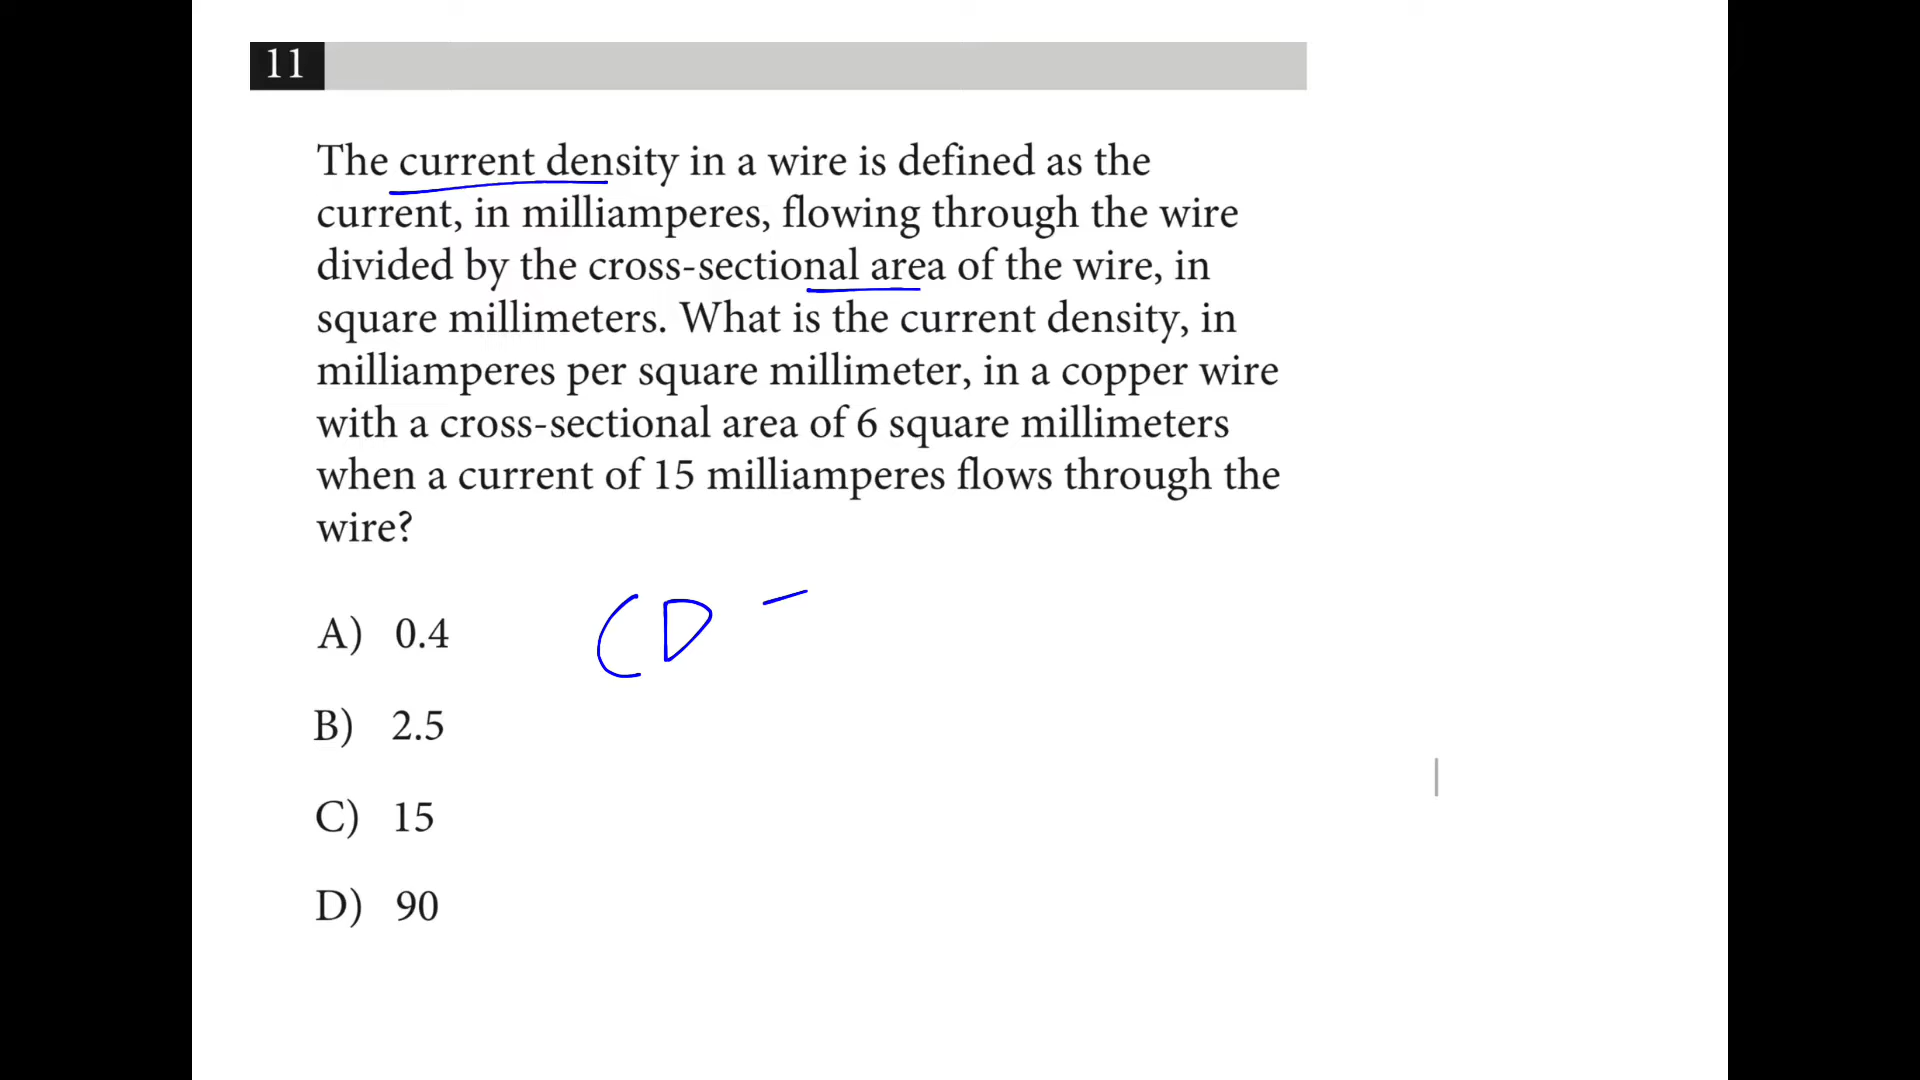 11
The current density in a wire is defined as the
current, in milliamperes, flowing through the wire
divided by the cross-sectional area of the wire, in
square millimeters. What is the current density, in
milliamperes per square millimeter, in a copper wire
with a cross-sectional area of 6 square millimeters
when a current of 15 milliamperes flows through the
wire?
A) 0.4
CD -
B) 2.5
C) 15
D) 90